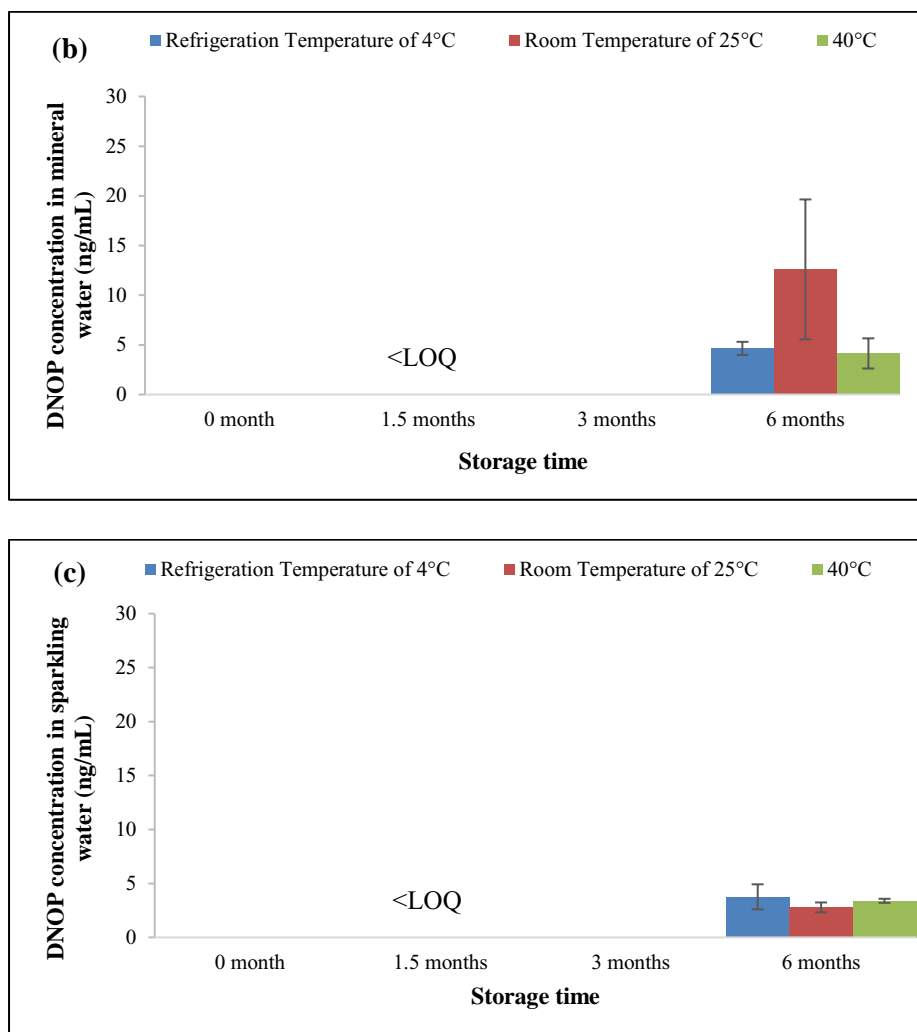 (b)
Refrigeration Temperature of 4°C Room Temperature of 25°C 40°C
DNOP concentration in mineral
water (ng/mL)
30
25
20
15
10
5
0
<LOQ
0 month 1.5 months 3 months 6 months
Storage time
(c)
Refrigeration Temperature of 4°C Room Temperature of 25°C 40°C
DNOP concentration in sparkling
water (ng/mL)
30
25
20
15
10
5
0
<LOQ
0 month 1.5 months 3 months 6 months
Storage time